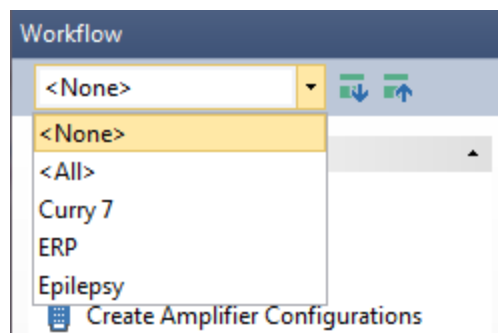 Workflow
<None>
<None>
<All>
Curry 7
ERP
Epilepsy
Create Amplifier Configurations